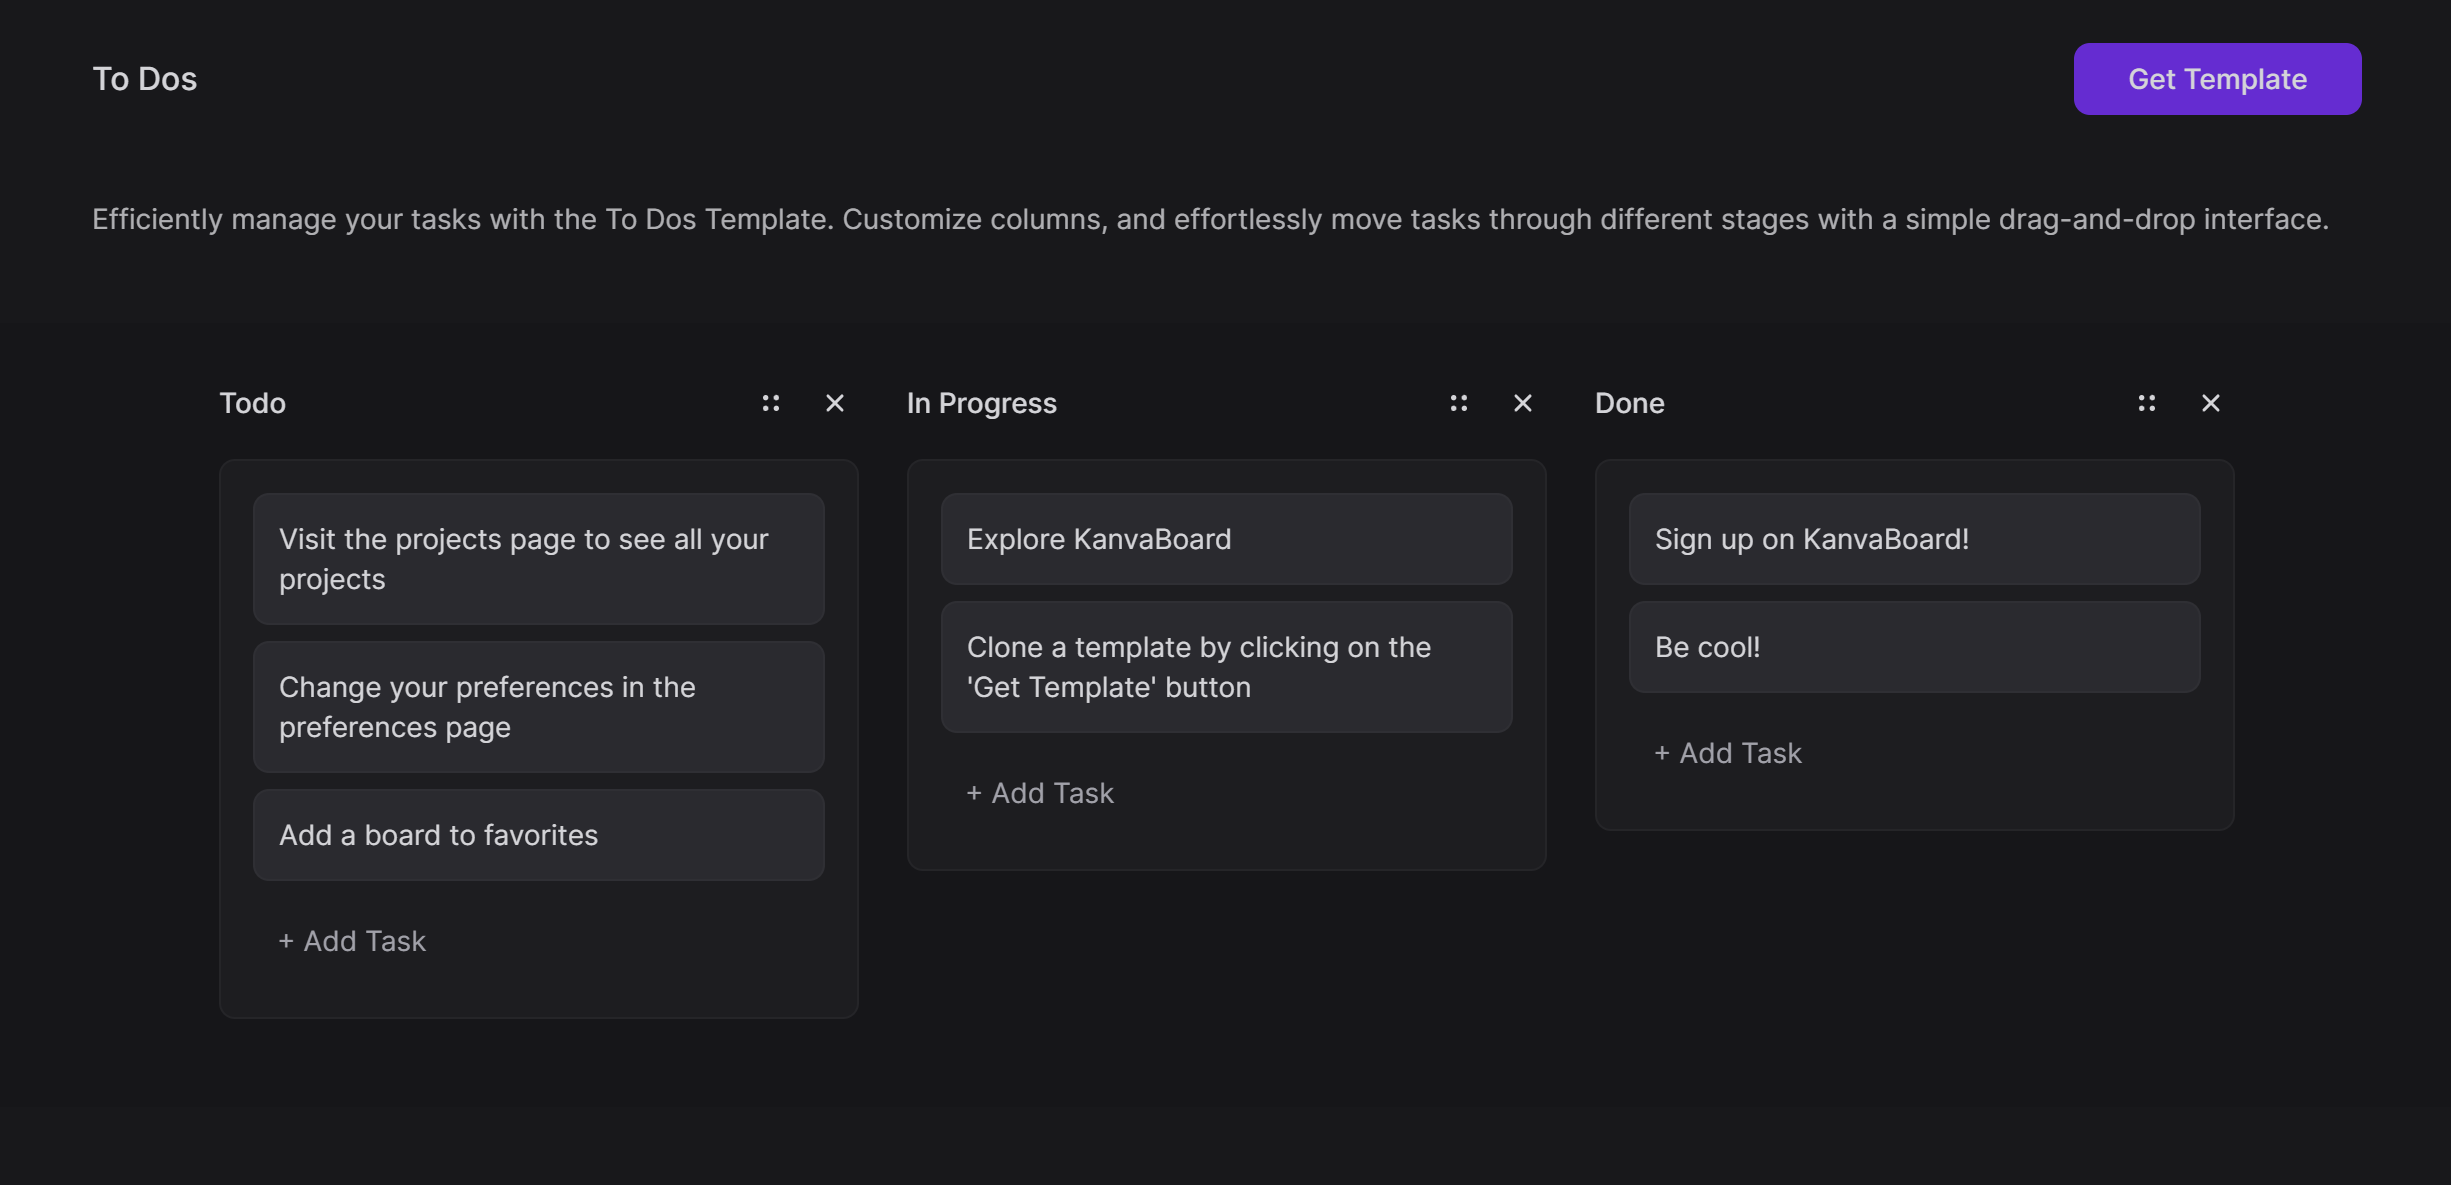 To Dos
Get Template
Efficiently manage your tasks with the To Dos Template. Customize columns, and effortlessly move tasks through different stages with a simple drag-and-drop interface.
Todo
Visit the projects page to see all your
projects
Change your preferences in the
preferences page
Add a board to favorites
+ Add Task
In Progress
Explore KanvaBoard
Clone a template by clicking on the
'Get Template' button
+ Add Task
Done
Sign up on KanvaBoard!
Be cool!
+ Add Task